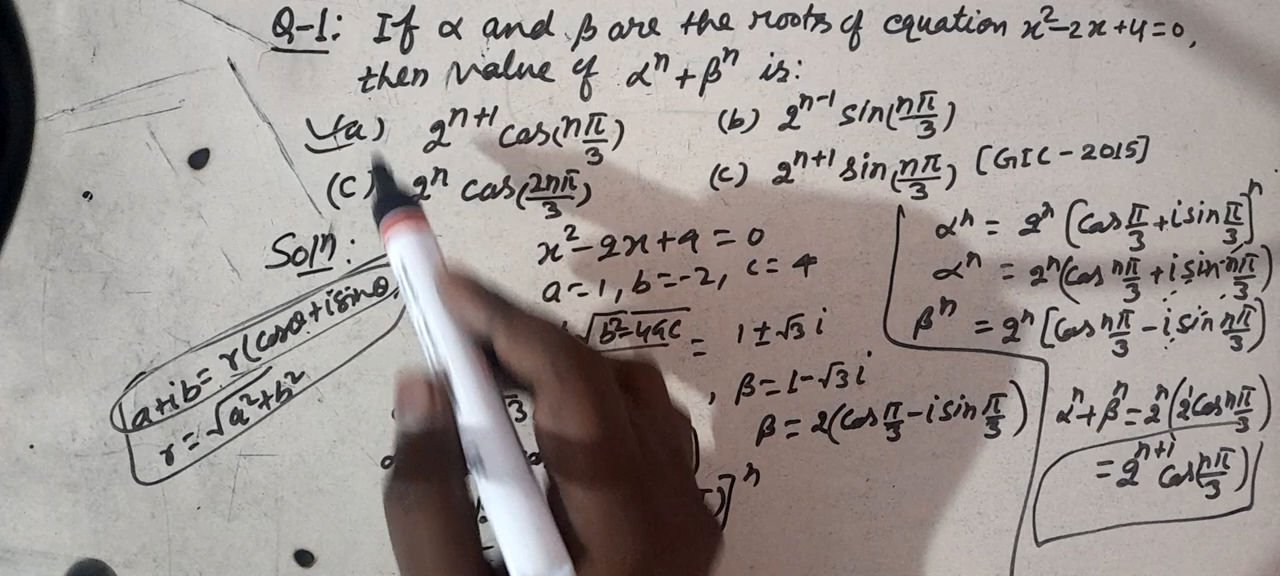 Q-1: If α and β are the roots of equation x²-2x+4=0,
then value of αⁿ+βⁿ is:
(a) 2ⁿ⁺¹ cos(nπ/3) (b) 2ⁿ⁻¹ sin(nπ/3)
(c) 2ⁿ cos(2nπ/3) (c) 2ⁿ⁺¹ sin(nπ/3) [GIC-2015]
Solⁿ:
x²-2x+4=0
a=1, b=-2, c=4
√b²-4ac = 1±√3 i
, β=1-√3 i
β=2(cos π/3 - i sin π/3)
]ⁿ
a+ib=r(cosθ+isinθ)
r=√a²+b²
αⁿ = 2ⁿ [cos π/3 + i sin π/3]ⁿ
αⁿ = 2ⁿ(cos nπ/3 + i sin nπ/3)
βⁿ = 2ⁿ[cos nπ/3 - i sin nπ/3)
αⁿ+βⁿ=2ⁿ(2cos nπ/3)
=2ⁿ⁺¹ cos(nπ/3)